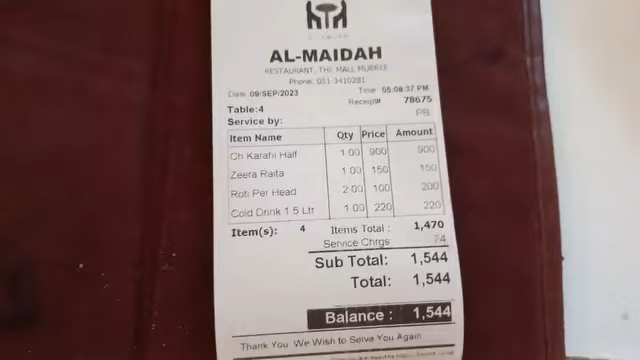 AL-MAIDAH
RESTAURANT, THE MALL MURREE
Phone: 051-3410281
Date: 09/SEP/2023 Time: 05:08:37 PM
Receipt# 78675
Table:4
Service by: PB
Item Name Qty Price Amount
Ch Karahi Half 1.00 900 900
Zeera Raita 1.00 150 150
Roti Per Head 2.00 100 200
Cold Drink 1.5 Ltr 1.00 220 220
Item(s): 4 Items Total : 1,470
Service Chrgs 74
Sub Total: 1,544
Total: 1,544
Balance : 1,544
Thank You We Wish to Serve You Again